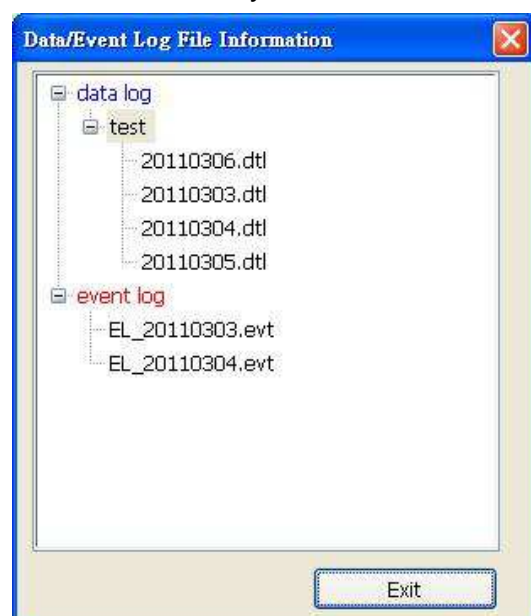 Data/Event Log File Information
data log
test
20110306.dtl
20110303.dtl
20110304.dtl
20110305.dtl
event log
EL_20110303.evt
EL_20110304.evt
Exit